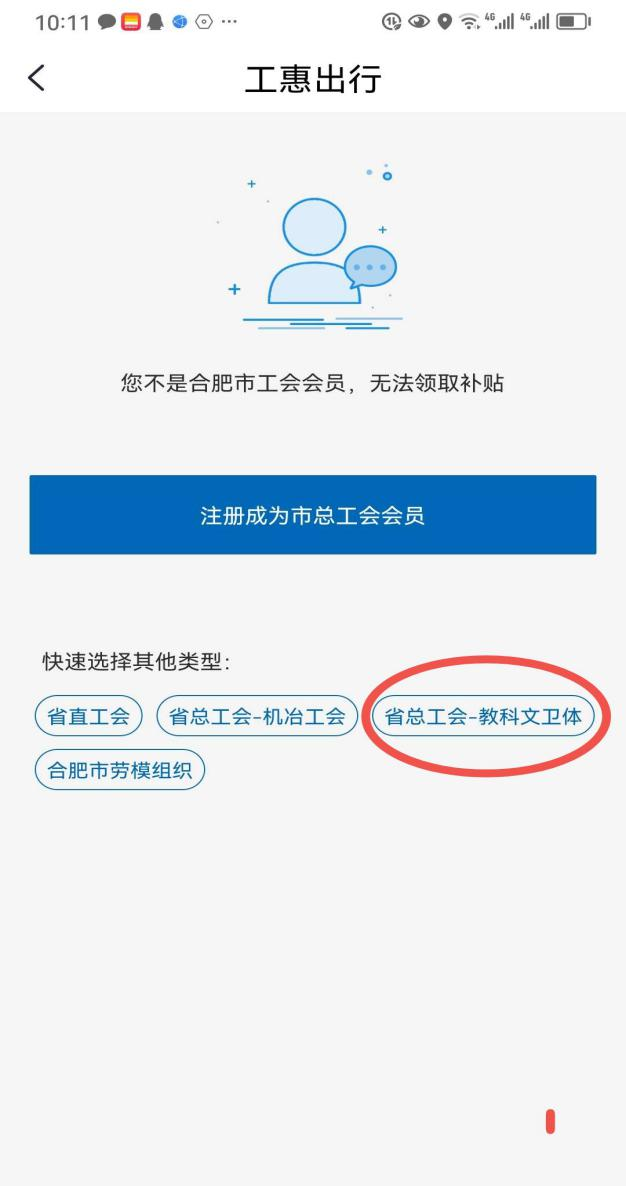 10:11
4G 4G
工惠出行
您不是合肥市工会会员，无法领取补贴
注册成为市总工会会员
快速选择其他类型:
省直工会 省总工会-机冶工会 省总工会-教科文卫体
合肥市劳模组织